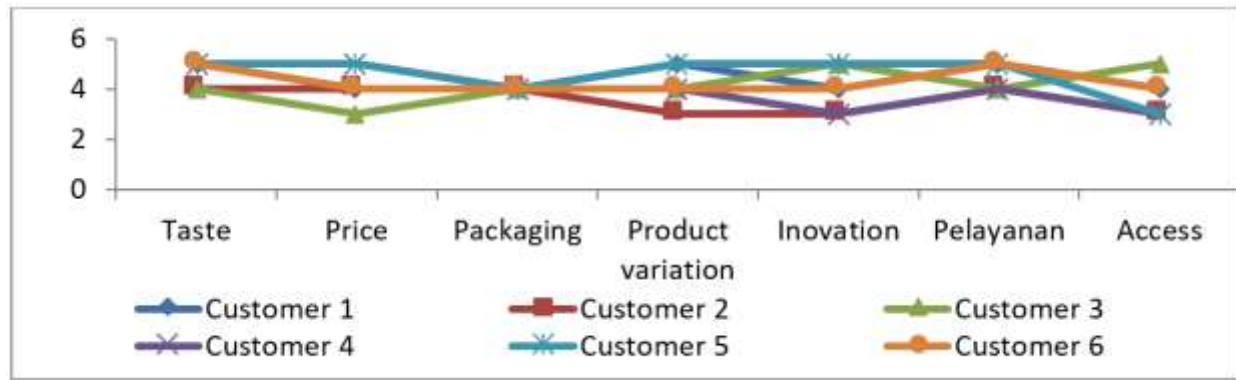 6
4
2
0
Taste Price Packaging Product Inovation Pelayanan Access
variation
Customer 1 Customer 2 Customer 3
Customer 4 Customer 5 Customer 6